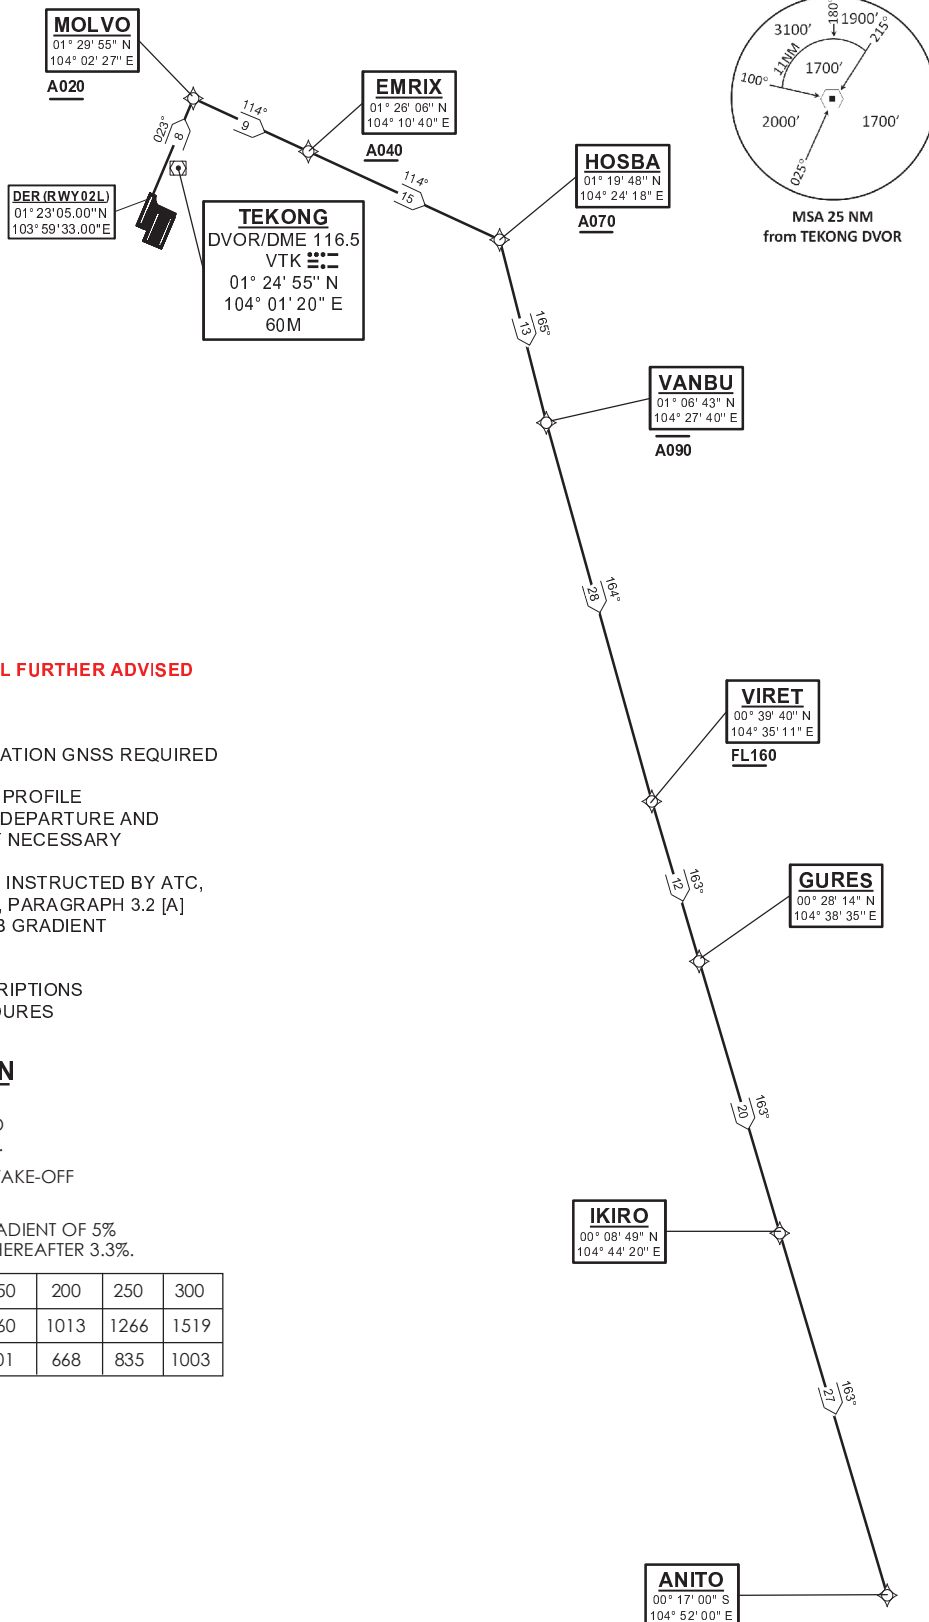 MOLVO
01° 29' 55" N
104° 02' 27" E
A020
EMRIX
01° 26' 06" N
104° 10' 40" E
A040
HOSBA
01° 19' 48" N
104° 24' 18" E
A070
3100'
180°
1900'
215°
11NM
1700'
100°
2000'
1700'
025°
MSA 25 NM
from TEKONG DVOR
023°
8
114°
9
114°
15
DER (RWY02L)
01° 23'05.00"N
103° 59'33.00"E
TEKONG
DVOR/DME 116.5
VTK
01° 24' 55" N
104° 01' 20" E
60M
165°
13
VANBU
01° 06' 43" N
104° 27' 40" E
A090
164°
28
L FURTHER ADVISED
VIRET
00° 39' 40" N
104° 35' 11" E
FL160
ATION GNSS REQUIRED
PROFILE
DEPARTURE AND
NECESSARY
163°
12
GURES
00° 28' 14" N
104° 38' 35" E
INSTRUCTED BY ATC,
, PARAGRAPH 3.2 [A]
GRADIENT
RIPTIONS
DURES
N
163°
20
AKE-OFF
ADIENT OF 5%
HEREAFTER 3.3%.
IKIRO
00° 08' 49" N
104° 44' 20" E
50 200 250 300
60 1013 1266 1519
01 668 835 1003
163°
27
ANITO
00° 17' 00" S
104° 52' 00" E